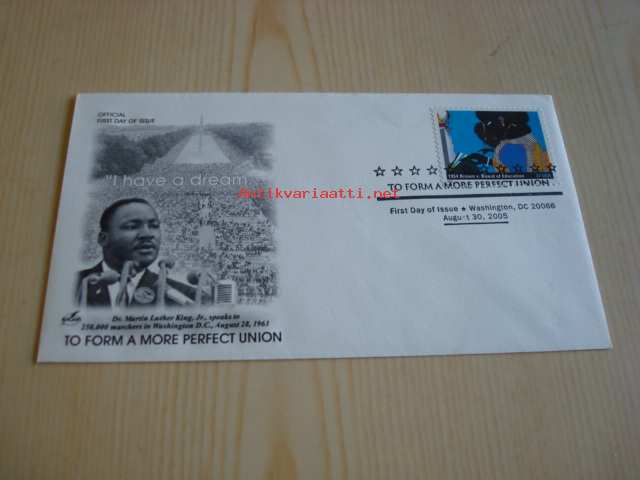 OFFICIAL
FIRST DAY OF ISSUE
"I have a dream
Antikvariaatti.net
Dr. Martin Luther King, Jr., speaks to
250,000 marchers in Washington D.C., August 28, 1963
TO FORM A MORE PERFECT UNION
1954 Brown v. Board of Education
TO FORM A MORE PERFECT UNION
First Day of Issue ★ Washington, DC 20066
August 30, 2005